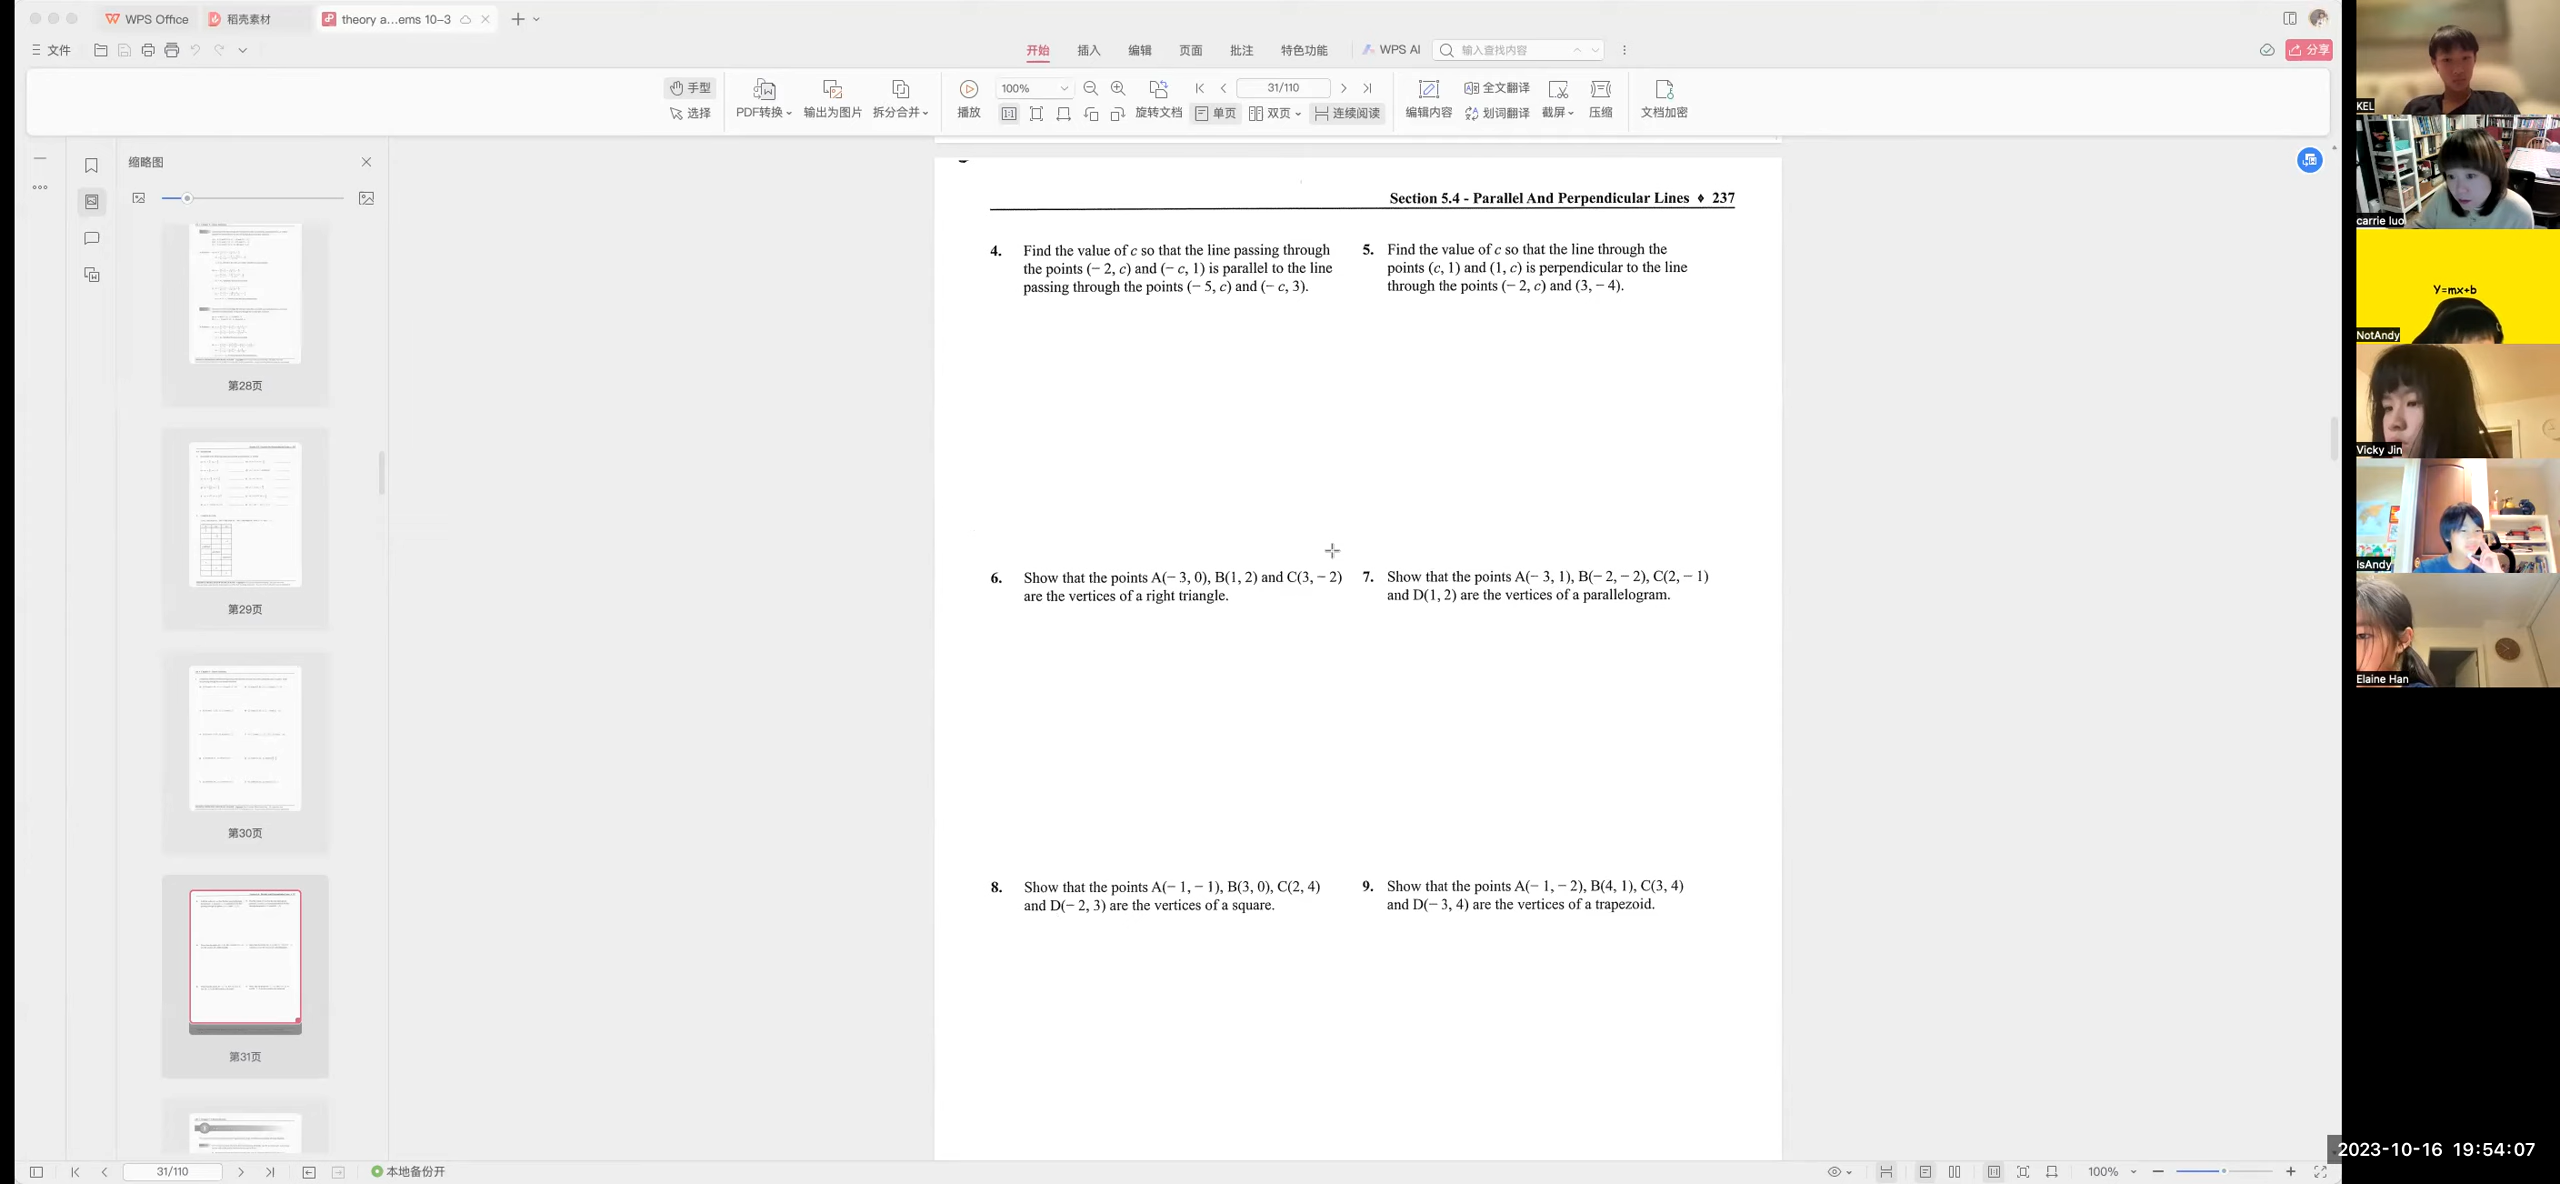 WPS Office
稻壳素材
theory a...ems 10-3
文件
开始
插入
编辑
页面
批注
特色功能
WPS AI
输入查找内容
分享
手型
选择
PDF转换
输出为图片
拆分合并
播放
100%
旋转文档
31/110
单页
双页
连续阅读
编辑内容
全文翻译
划词翻译
截屏
压缩
文档加密
缩略图
第28页
第29页
第30页
第31页
Section 5.4 - Parallel And Perpendicular Lines ♦ 237
4. Find the value of c so that the line passing through
the points (− 2, c) and (− c, 1) is parallel to the line
passing through the points (− 5, c) and (− c, 3).
5. Find the value of c so that the line through the
points (c, 1) and (1, c) is perpendicular to the line
through the points (− 2, c) and (3, − 4).
6. Show that the points A(− 3, 0), B(1, 2) and C(3, − 2)
are the vertices of a right triangle.
7. Show that the points A(− 3, 1), B(− 2, − 2), C(2, − 1)
and D(1, 2) are the vertices of a parallelogram.
8. Show that the points A(− 1, − 1), B(3, 0), C(2, 4)
and D(− 2, 3) are the vertices of a square.
9. Show that the points A(− 1, − 2), B(4, 1), C(3, 4)
and D(− 3, 4) are the vertices of a trapezoid.
KEL
carrie luo
Y=mx+b
NotAndy
Vicky Jin
IsAndy
Elaine Han
31/110
本地备份开
100%
2023-10-16 19:54:07